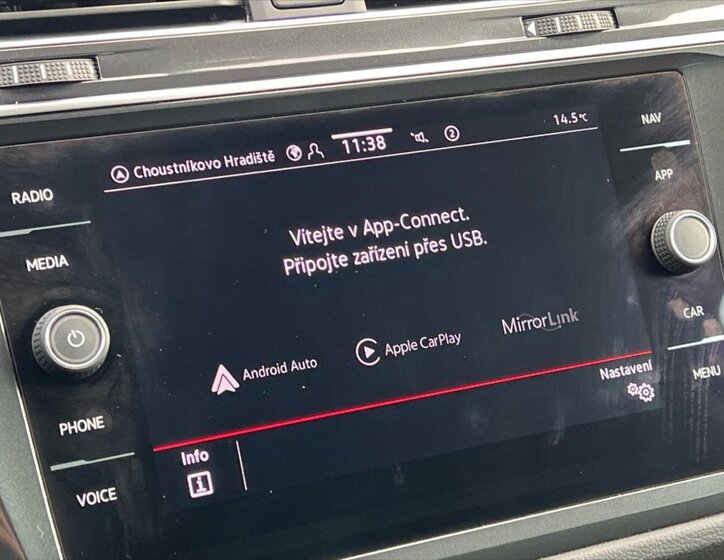 NAV
14.5°C
11:38
2
Choustníkovo Hradiště
APP
RADIO
Vítejte v App-Connect.
MEDIA
Připojte zařízení přes USB.
CAR
MirrorLink
Apple CarPlay
Android Auto
Nastavení
MENU
PHONE
Info
i
VOICE